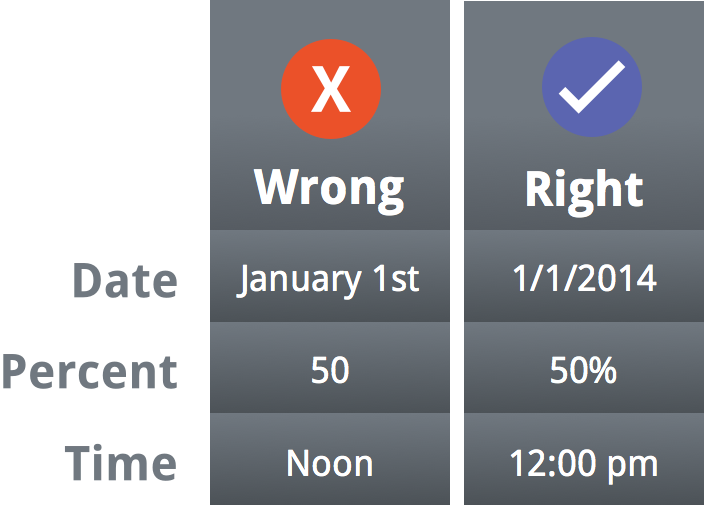 X
Wrong Right
Date January 1st 1/1/2014
Percent 50 50%
Time Noon 12:00 pm